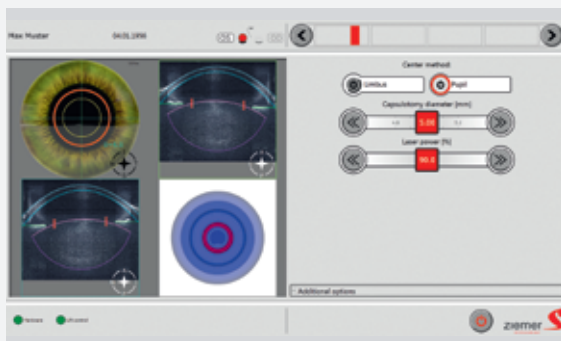 Max Muster 04.01.1956 OS
Center method:
Limbus Pupil
Capsulotomy diameter [mm]
5.00
Laser power [%]
90.0
Additional options
ziemer